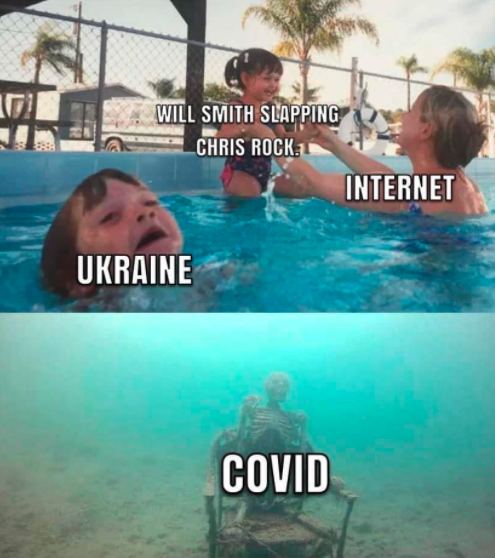 WILL SMITH SLAPPING
CHRIS ROCK.
INTERNET
UKRAINE
COVID